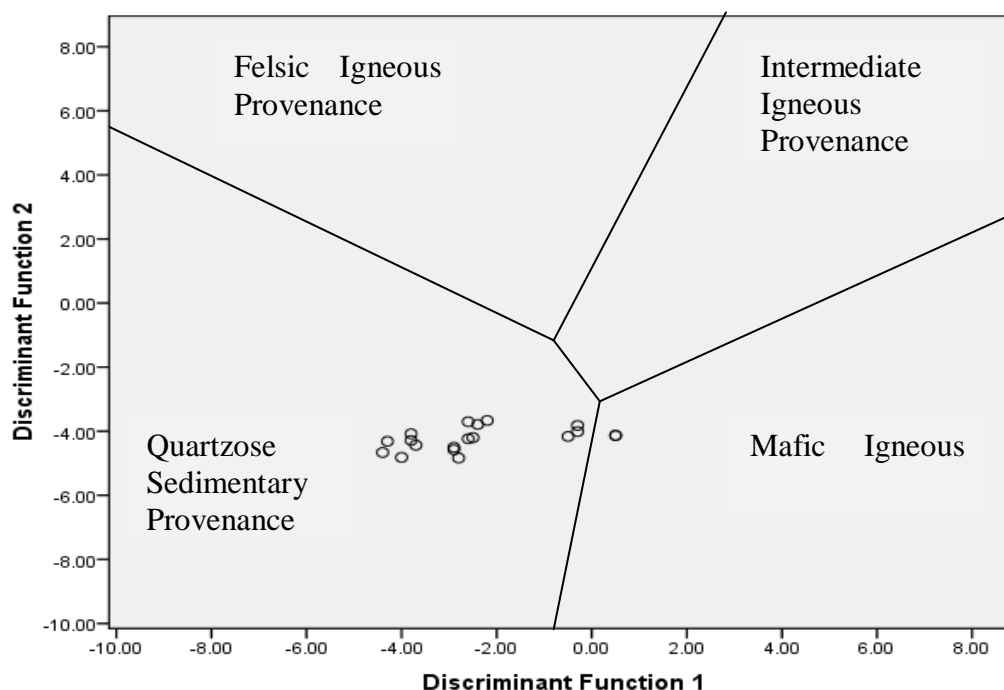 8.00
6.00
4.00
2.00
0.00
-2.00
-4.00
-6.00
-8.00
-10.00
Discriminant Function 2
Felsic Igneous
Provenance
Intermediate
Igneous
Provenance
Quartzose
Sedimentary
Provenance
Mafic Igneous
-10.00 -8.00 -6.00 -4.00 -2.00 0.00 2.00 4.00 6.00 8.00
Discriminant Function 1